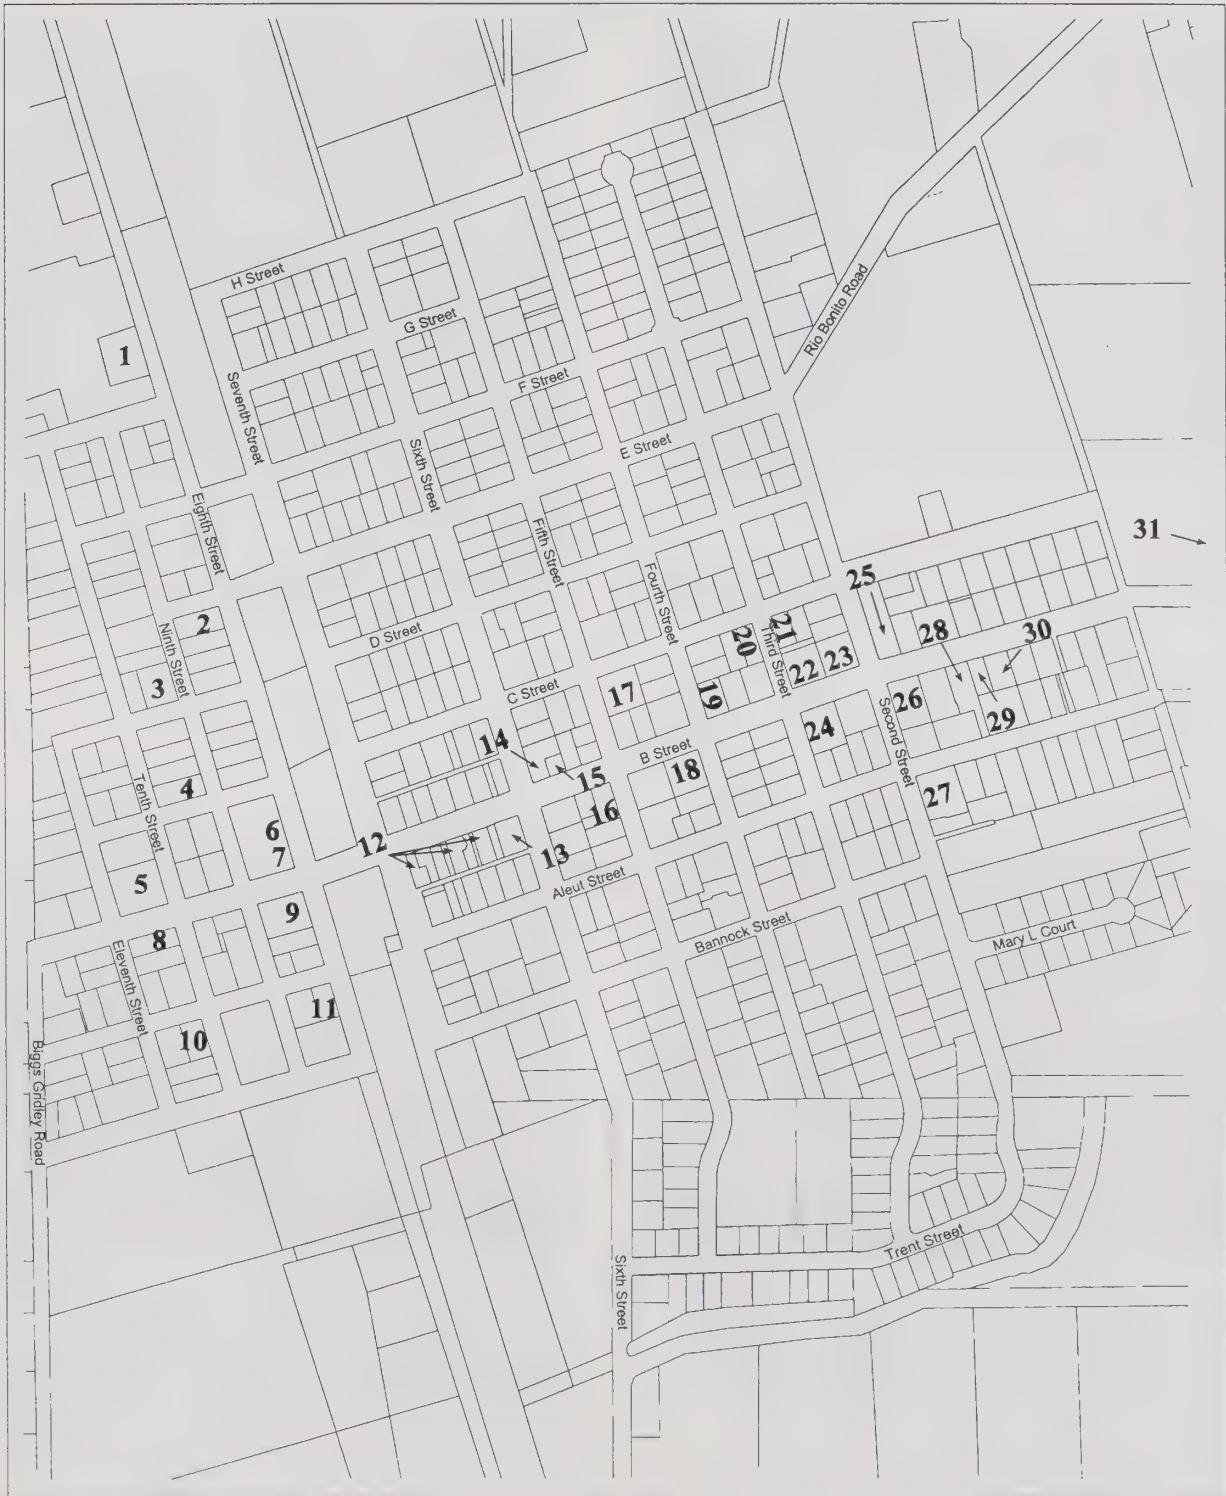 H Street
G Street
Rio Bonito Road
1
F Street
Seventh Street
E Street
Sixth Street
Eighth Street
Fifth Street
31
Fourth Street
25
2
21
28
30
Ninth Street
D Street
20
Third Street
3
22
23
C Street
17
19
26
29
Second Street
14
24
B Street
15
18
4
Tenth Street
27
16
6
12
7
13
5
Aleut Street
9
8
Bannock Street
Mary L Court
Eleventh Street
11
10
Biggs Gridley Road
Trent Street
Sixth Street